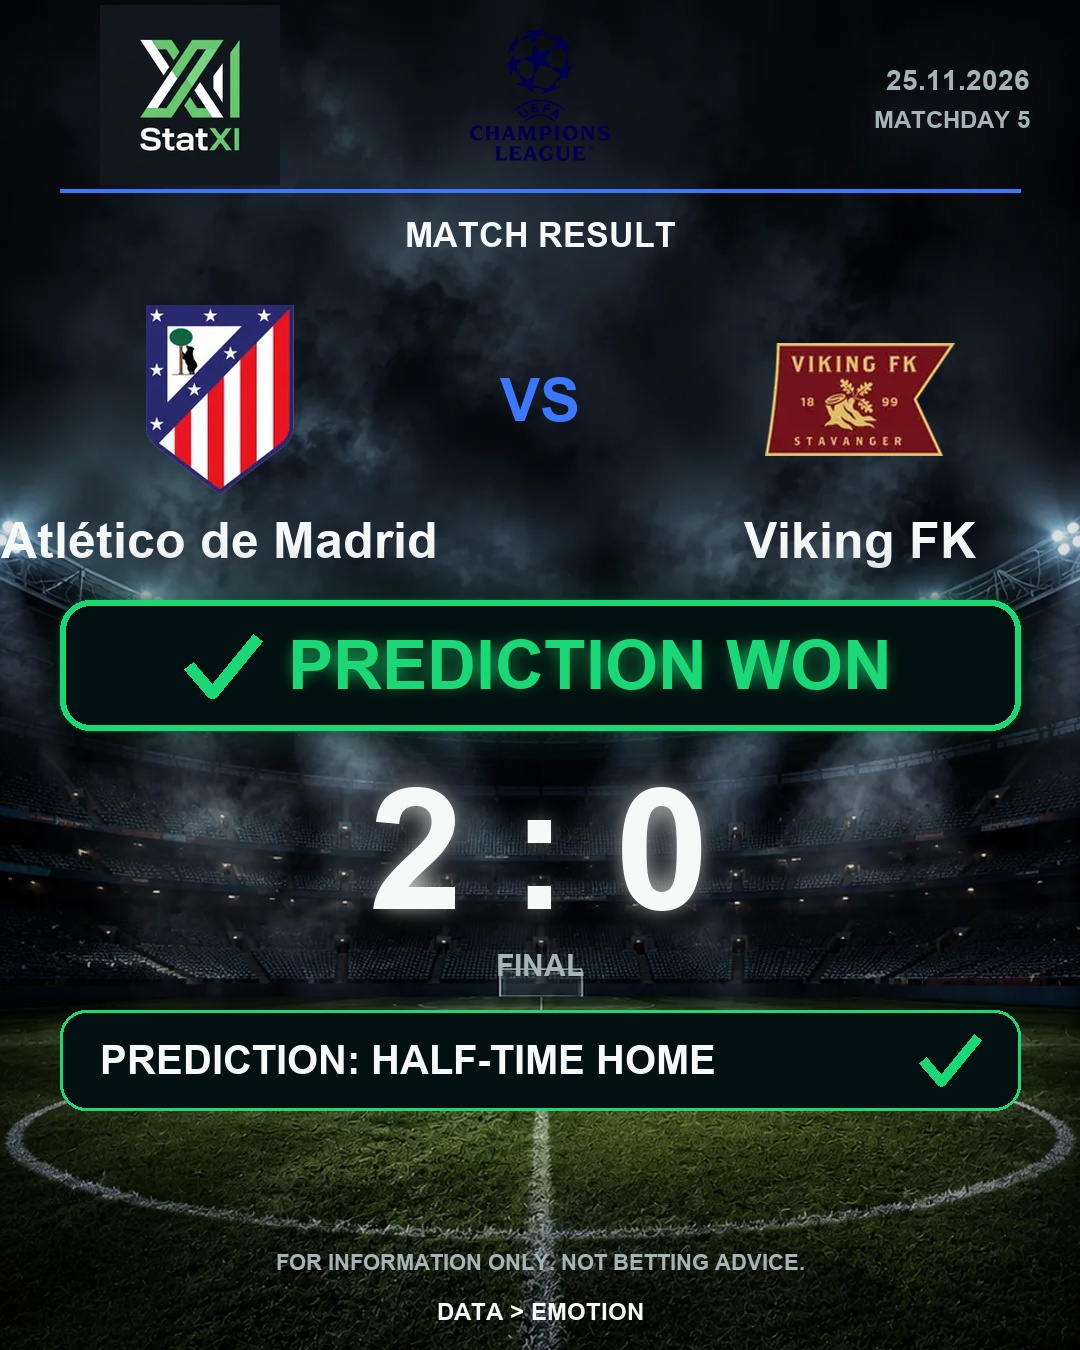 StatXI
UEFA
CHAMPIONS
LEAGUE
25.11.2026
MATCHDAY 5
MATCH RESULT
VS
VIKING FK
18 99
STAVANGER
Atlético de Madrid
Viking FK
PREDICTION WON
2 : 0
FINAL
PREDICTION: HALF-TIME HOME
FOR INFORMATION ONLY. NOT BETTING ADVICE.
DATA > EMOTION